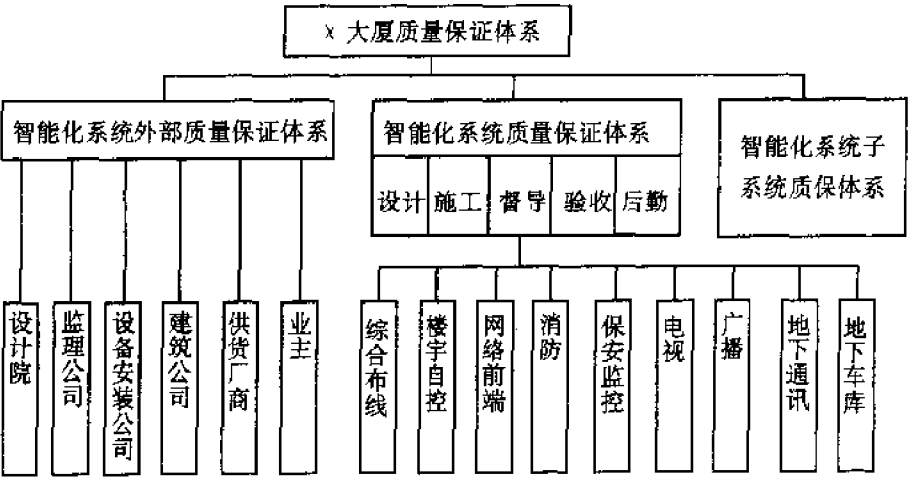 × 大厦质量保证体系
智能化系统外部质量保证体系
智能化系统质量保证体系
智能化系统子
系统质保体系
设计
施工
督导
验收
后勤
设计院
监理公司
设备安装公司
建筑公司
供货厂商
业主
综合布线
楼宇自控
网络前端
消防
保安监控
电视
广播
地下通讯
地下车库